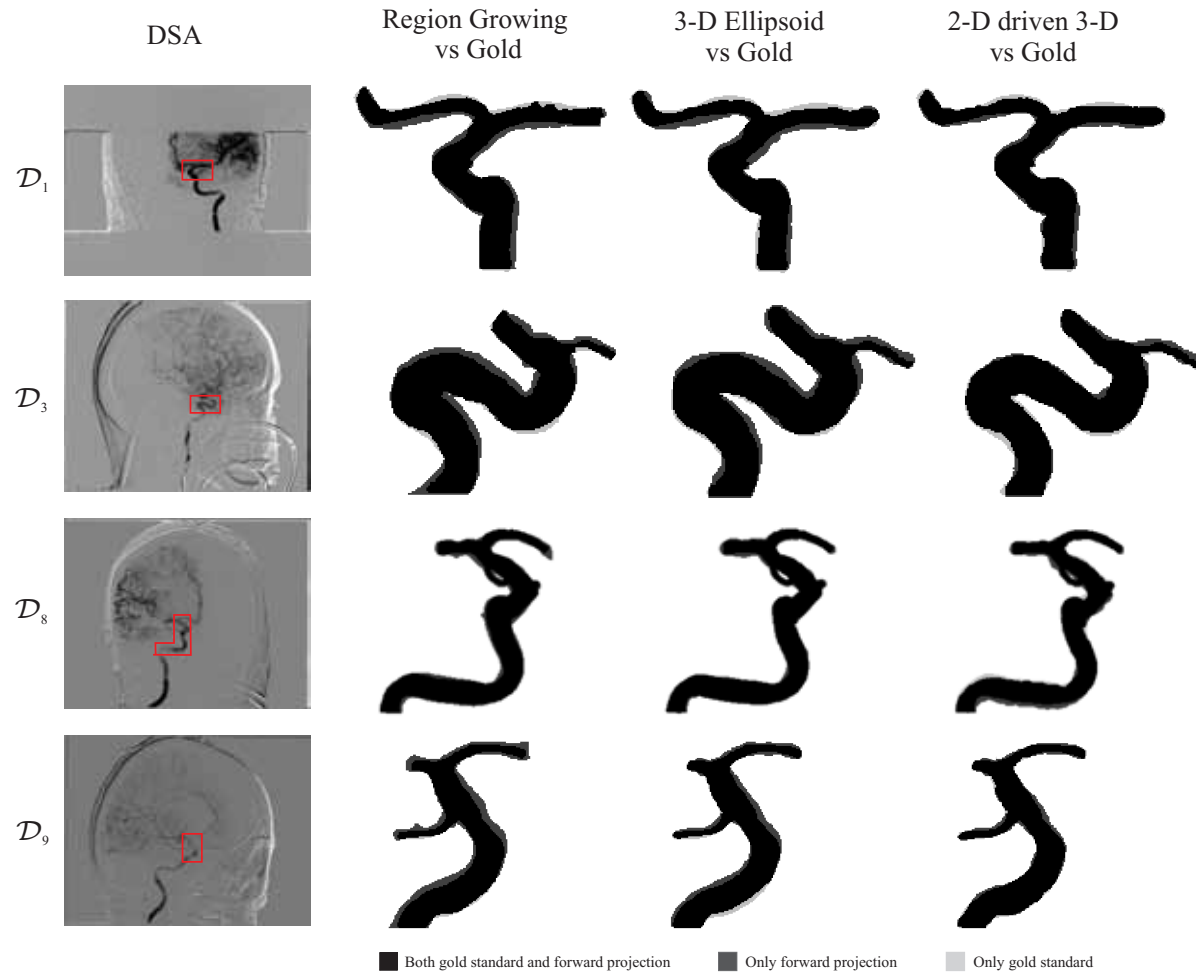 DSA
Region Growing
vs Gold
3-D Ellipsoid
vs Gold
2-D driven 3-D
vs Gold
𝒟₁
𝒟₃
𝒟₈
𝒟₉
Both gold standard and forward projection
Only forward projection
Only gold standard